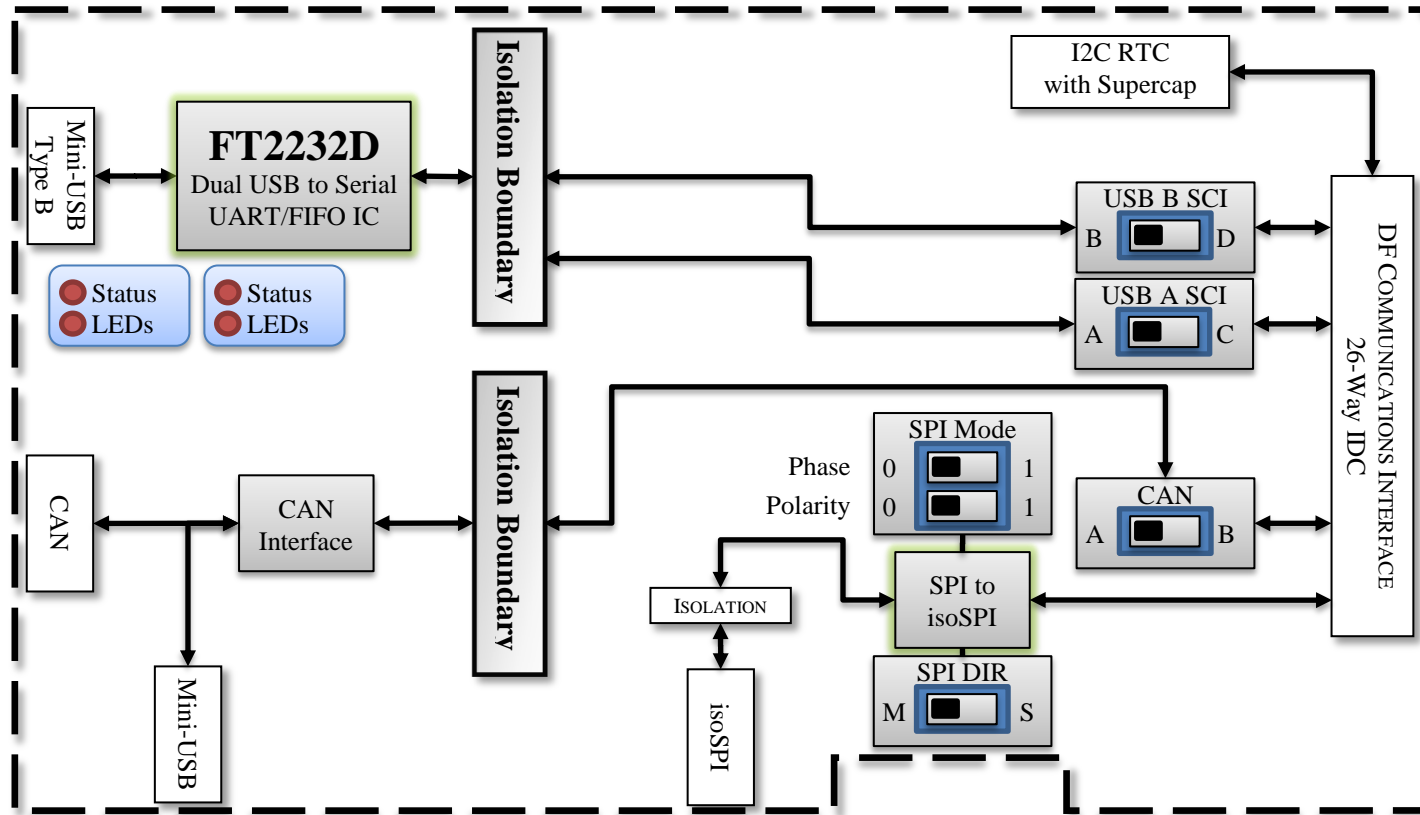 I2C RTC
with Supercap
Mini-USB
Type B
FT2232D
Dual USB to Serial
UART/FIFO IC
Isolation Boundary
USB B SCI
B D
USB A SCI
A C
DF COMMUNICATIONS INTERFACE
26-Way IDC
Status
LEDs
Status
LEDs
Isolation Boundary
SPI Mode
Phase 0 1
Polarity 0 1
CAN
A B
CAN
CAN
Interface
SPI to
isoSPI
ISOLATION
SPI DIR
M S
Mini-USB
isoSPI